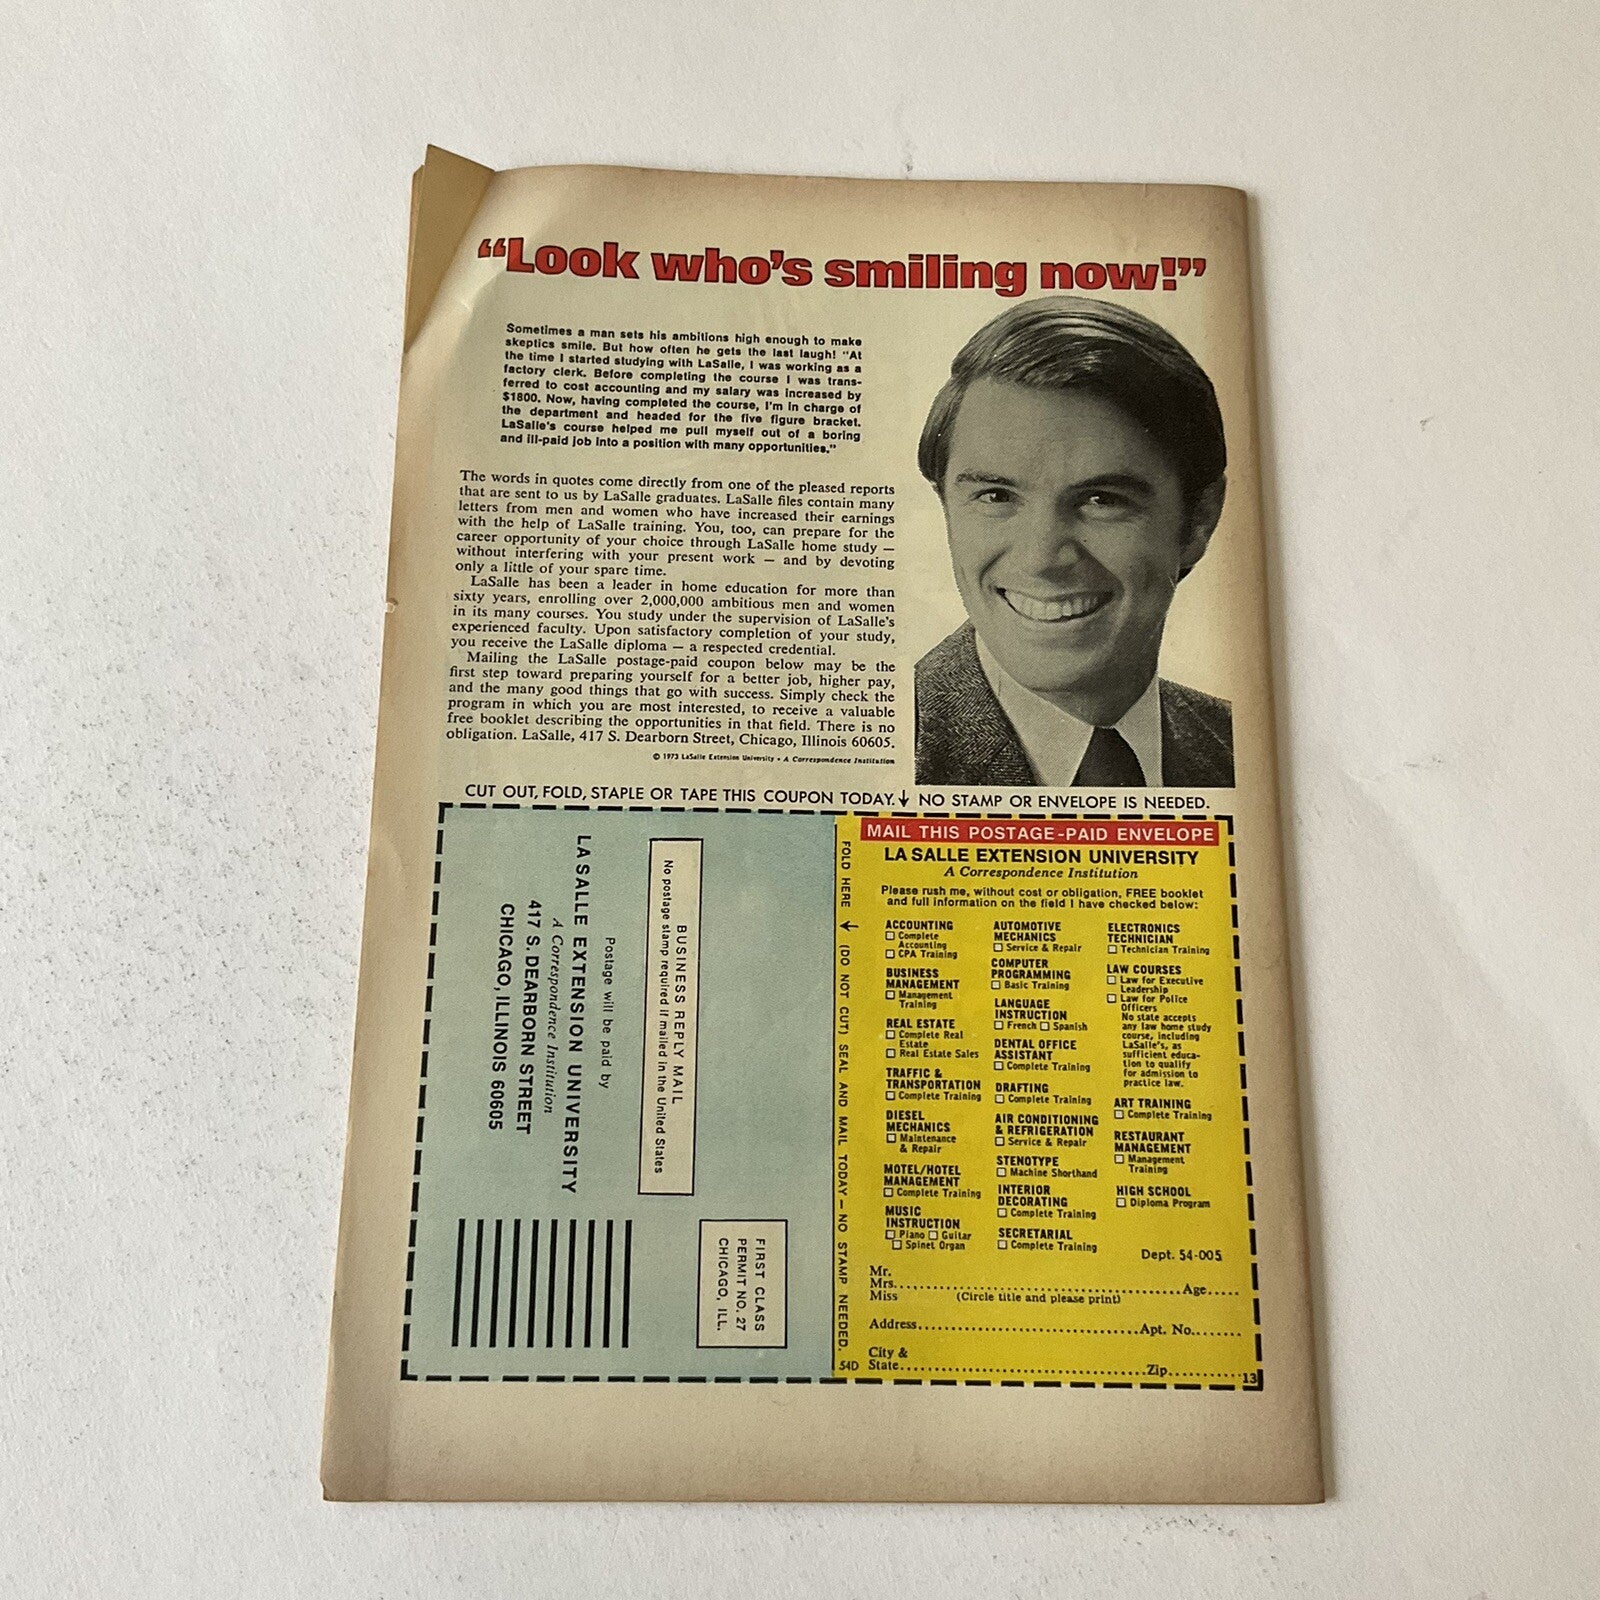 “Look who's smiling now!”
Sometimes a man sets his ambitions high enough to make
skeptics smile. But how often he gets the last laugh! "At
the time I started studying with LaSalle, I was working as a
factory clerk. Before completing the course I was trans-
ferred to cost accounting and my salary was increased by
$1800. Now, having completed the course, I'm in charge of
the department and headed for the five figure bracket.
LaSalle's course helped me pull myself out of a boring
and ill-paid job into a position with many opportunities."
The words in quotes come directly from one of the pleased reports
that are sent to us by LaSalle graduates. LaSalle files contain many
letters from men and women who have increased their earnings
with the help of LaSalle training. You, too, can prepare for the
career opportunity of your choice through LaSalle home study —
without interfering with your present work — and by devoting
only a little of your spare time.
LaSalle has been a leader in home education for more than
sixty years, enrolling over 2,000,000 ambitious men and women
in its many courses. You study under the supervision of LaSalle's
experienced faculty. Upon satisfactory completion of your study,
you receive the LaSalle diploma — a respected credential.
Mailing the LaSalle postage-paid coupon below may be the
first step toward preparing yourself for a better job, higher pay,
and the many good things that go with success. Simply check the
program in which you are most interested, to receive a valuable
free booklet describing the opportunities in that field. There is no
obligation. LaSalle, 417 S. Dearborn Street, Chicago, Illinois 60605.
© 1973 LaSalle Extension University • A Correspondence Institution
CUT OUT, FOLD, STAPLE OR TAPE THIS COUPON TODAY. ↓ NO STAMP OR ENVELOPE IS NEEDED.
FIRST CLASS
PERMIT NO. 27
CHICAGO, ILL.
BUSINESS REPLY MAIL
No postage stamp required if mailed in the United States
Postage will be paid by
LA SALLE EXTENSION UNIVERSITY
A Correspondence Institution
417 S. DEARBORN STREET
CHICAGO, ILLINOIS 60605
FOLD HERE ↓ (DO NOT CUT) SEAL AND MAIL TODAY — NO STAMP NEEDED.
54D
MAIL THIS POSTAGE-PAID ENVELOPE
LA SALLE EXTENSION UNIVERSITY
A Correspondence Institution
Please rush me, without cost or obligation, FREE booklet
and full information on the field I have checked below:
ACCOUNTING
☐ Complete
Accounting
☐ CPA Training
BUSINESS
MANAGEMENT
☐ Management
Training
REAL ESTATE
☐ Complete Real
Estate
☐ Real Estate Sales
TRAFFIC &
TRANSPORTATION
☐ Complete Training
DIESEL
MECHANICS
☐ Maintenance
& Repair
MOTEL/HOTEL
MANAGEMENT
☐ Complete Training
MUSIC
INSTRUCTION
☐ Piano ☐ Guitar
☐ Spinet Organ
AUTOMOTIVE
MECHANICS
☐ Service & Repair
COMPUTER
PROGRAMMING
☐ Basic Training
LANGUAGE
INSTRUCTION
☐ French ☐ Spanish
DENTAL OFFICE
ASSISTANT
☐ Complete Training
DRAFTING
☐ Complete Training
AIR CONDITIONING
& REFRIGERATION
☐ Service & Repair
STENOTYPE
☐ Machine Shorthand
INTERIOR
DECORATING
☐ Complete Training
SECRETARIAL
☐ Complete Training
ELECTRONICS
TECHNICIAN
☐ Technician Training
LAW COURSES
☐ Law for Executive
Leadership
☐ Law for Police
Officers
No state accepts
any law home study
course, including
LaSalle's, as
sufficient educa-
tion to qualify
for admission to
practice law.
ART TRAINING
☐ Complete Training
RESTAURANT
MANAGEMENT
☐ Management
Training
HIGH SCHOOL
☐ Diploma Program
Dept. 54-005
Mr.
Mrs. Age
Miss (Circle title and please print)
Address Apt. No.
City &
State Zip
13